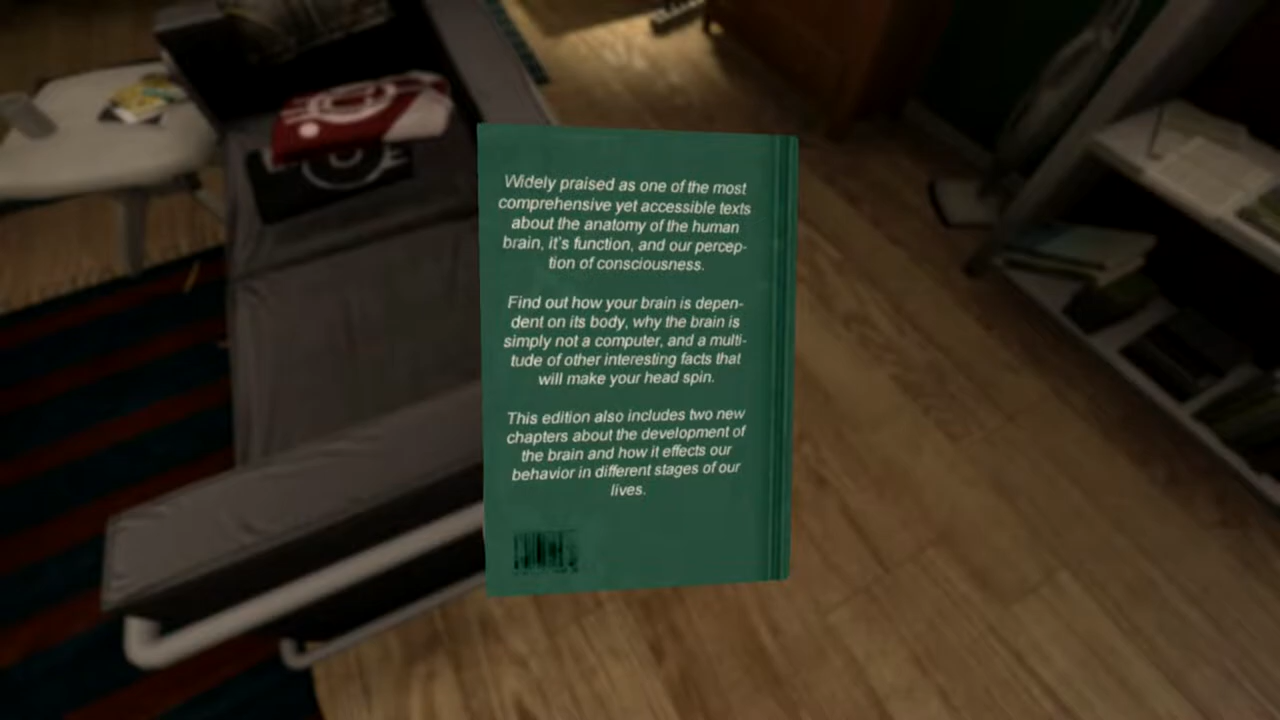 Widely praised as one of the most
comprehensive yet accessible texts
about the anatomy of the human
brain, it's function, and our percep-
tion of consciousness.
Find out how your brain is depen-
dent on its body, why the brain is
simply not a computer, and a multi-
tude of other interesting facts that
will make your head spin.
This edition also includes two new
chapters about the development of
the brain and how it effects our
behavior in different stages of our
lives.